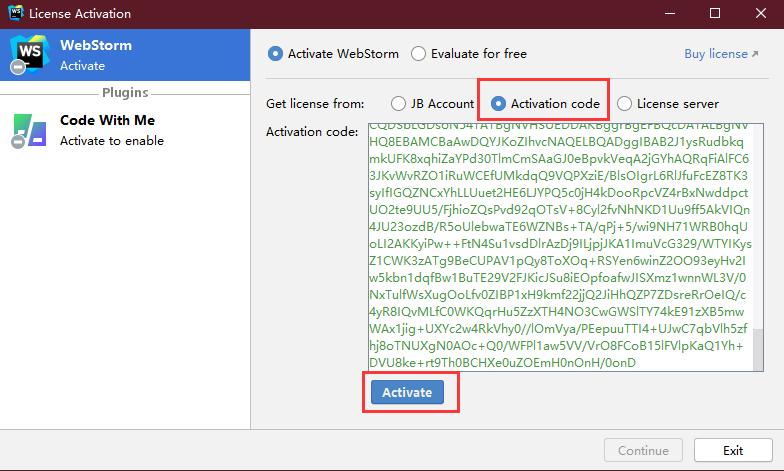 License Activation
WS
WebStorm
Activate
Plugins
Code With Me
Activate to enable
Activate WebStorm
Evaluate for free
Buy license
Get license from:
JB Account
Activation code
License server
Activation code:
HQ8EBAMCBaAwDQYJKoZIhvcNAQELBQADggIBAB2J1ysRudbkq
mkUFK8xqhiZaYPd30TlmCmSAaGJ0eBpvkVeqA2jGYhAQRqFiAlFC6
3JKvWvRZO1iRuWCEfUMkdqQ9VQPXziE/BlsOIgrL6RlJfuFcEZ8TK3
syIfIGQZNCxYhLLUuet2HE6LJYPQ5c0jH4kDooRpcVZ4rBxNwddpct
UO2te9UU5/FjhioZQsPvd92qOTsV+8Cyl2fvNhNKD1Uu9ff5AkVIQn
4JU23ozdB/R5oUlebwaTE6WZNBs+TA/qPj+5/wi9NH71WRB0hqU
oLI2AKKyiPw++FtN4Su1vsdDlrAzDj9ILjpjJKA1ImuVcG329/WTYIKys
Z1CWK3zATg9BeCUPAV1pQy8ToXOq+RSYen6winZ2OO93eyHv2I
w5kbn1dqfBw1BuTE29V2FJKicJSu8iEOpfoafwJISXmz1wnnWL3V/0
NxTulfWsXugOoLfv0ZIBP1xH9kmf22jjQ2JiHhQZP7ZDsreRrOeIQ/c
4yR8IQvMLfC0WKQqrHu5ZzXTH4NO3CwGWSlTY74kE91zXB5mw
WAx1jig+UXYc2w4RkVhy0//lOmVya/PEepuuTTI4+UJwC7qbVlh5zf
hj8oTNUXgN0AOc+Q0/WFPl1aw5VV/VrO8FCoB15lFVlpKaQ1Yh+
DVU8ke+rt9Th0BCHXe0uZOEmH0nOnH/0onD
Activate
Continue
Exit